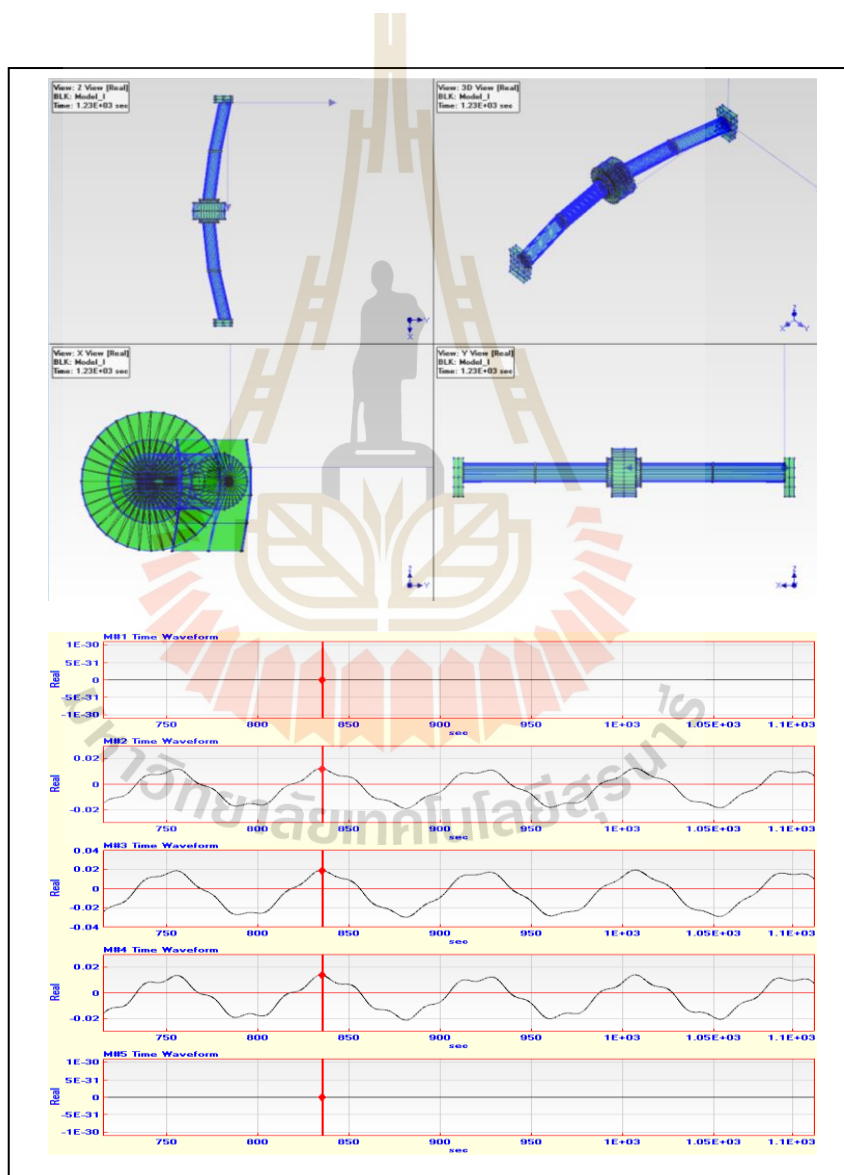 View: Z View [Real]
BLK: Model_I
Time: 1.23E+03 sec
View: 3D View [Real]
BLK: Model_I
Time: 1.23E+03 sec
Y
X
Z
X Y
View: X View [Real]
BLK: Model_I
Time: 1.23E+03 sec
View: Y View [Real]
BLK: Model_I
Time: 1.23E+03 sec
Z
Y
Z
X
M#1 Time Waveform
Real
1E-30
5E-31
0
-5E-31
-1E-30
750 800 850 900 950 1E+03 1.05E+03 1.1E+03
sec
M#2 Time Waveform
Real
0.02
0
-0.02
750 800 850 900 950 1E+03 1.05E+03 1.1E+03
sec
M#3 Time Waveform
Real
0.04
0.02
0
-0.02
-0.04
750 800 850 900 950 1E+03 1.05E+03 1.1E+03
sec
M#4 Time Waveform
Real
0.02
0
-0.02
750 800 850 900 950 1E+03 1.05E+03 1.1E+03
sec
M#5 Time Waveform
Real
1E-30
5E-31
0
-5E-31
-1E-30
750 800 850 900 950 1E+03 1.05E+03 1.1E+03
sec
มหาวิทยาลัยเทคโนโลยีสุรนารี